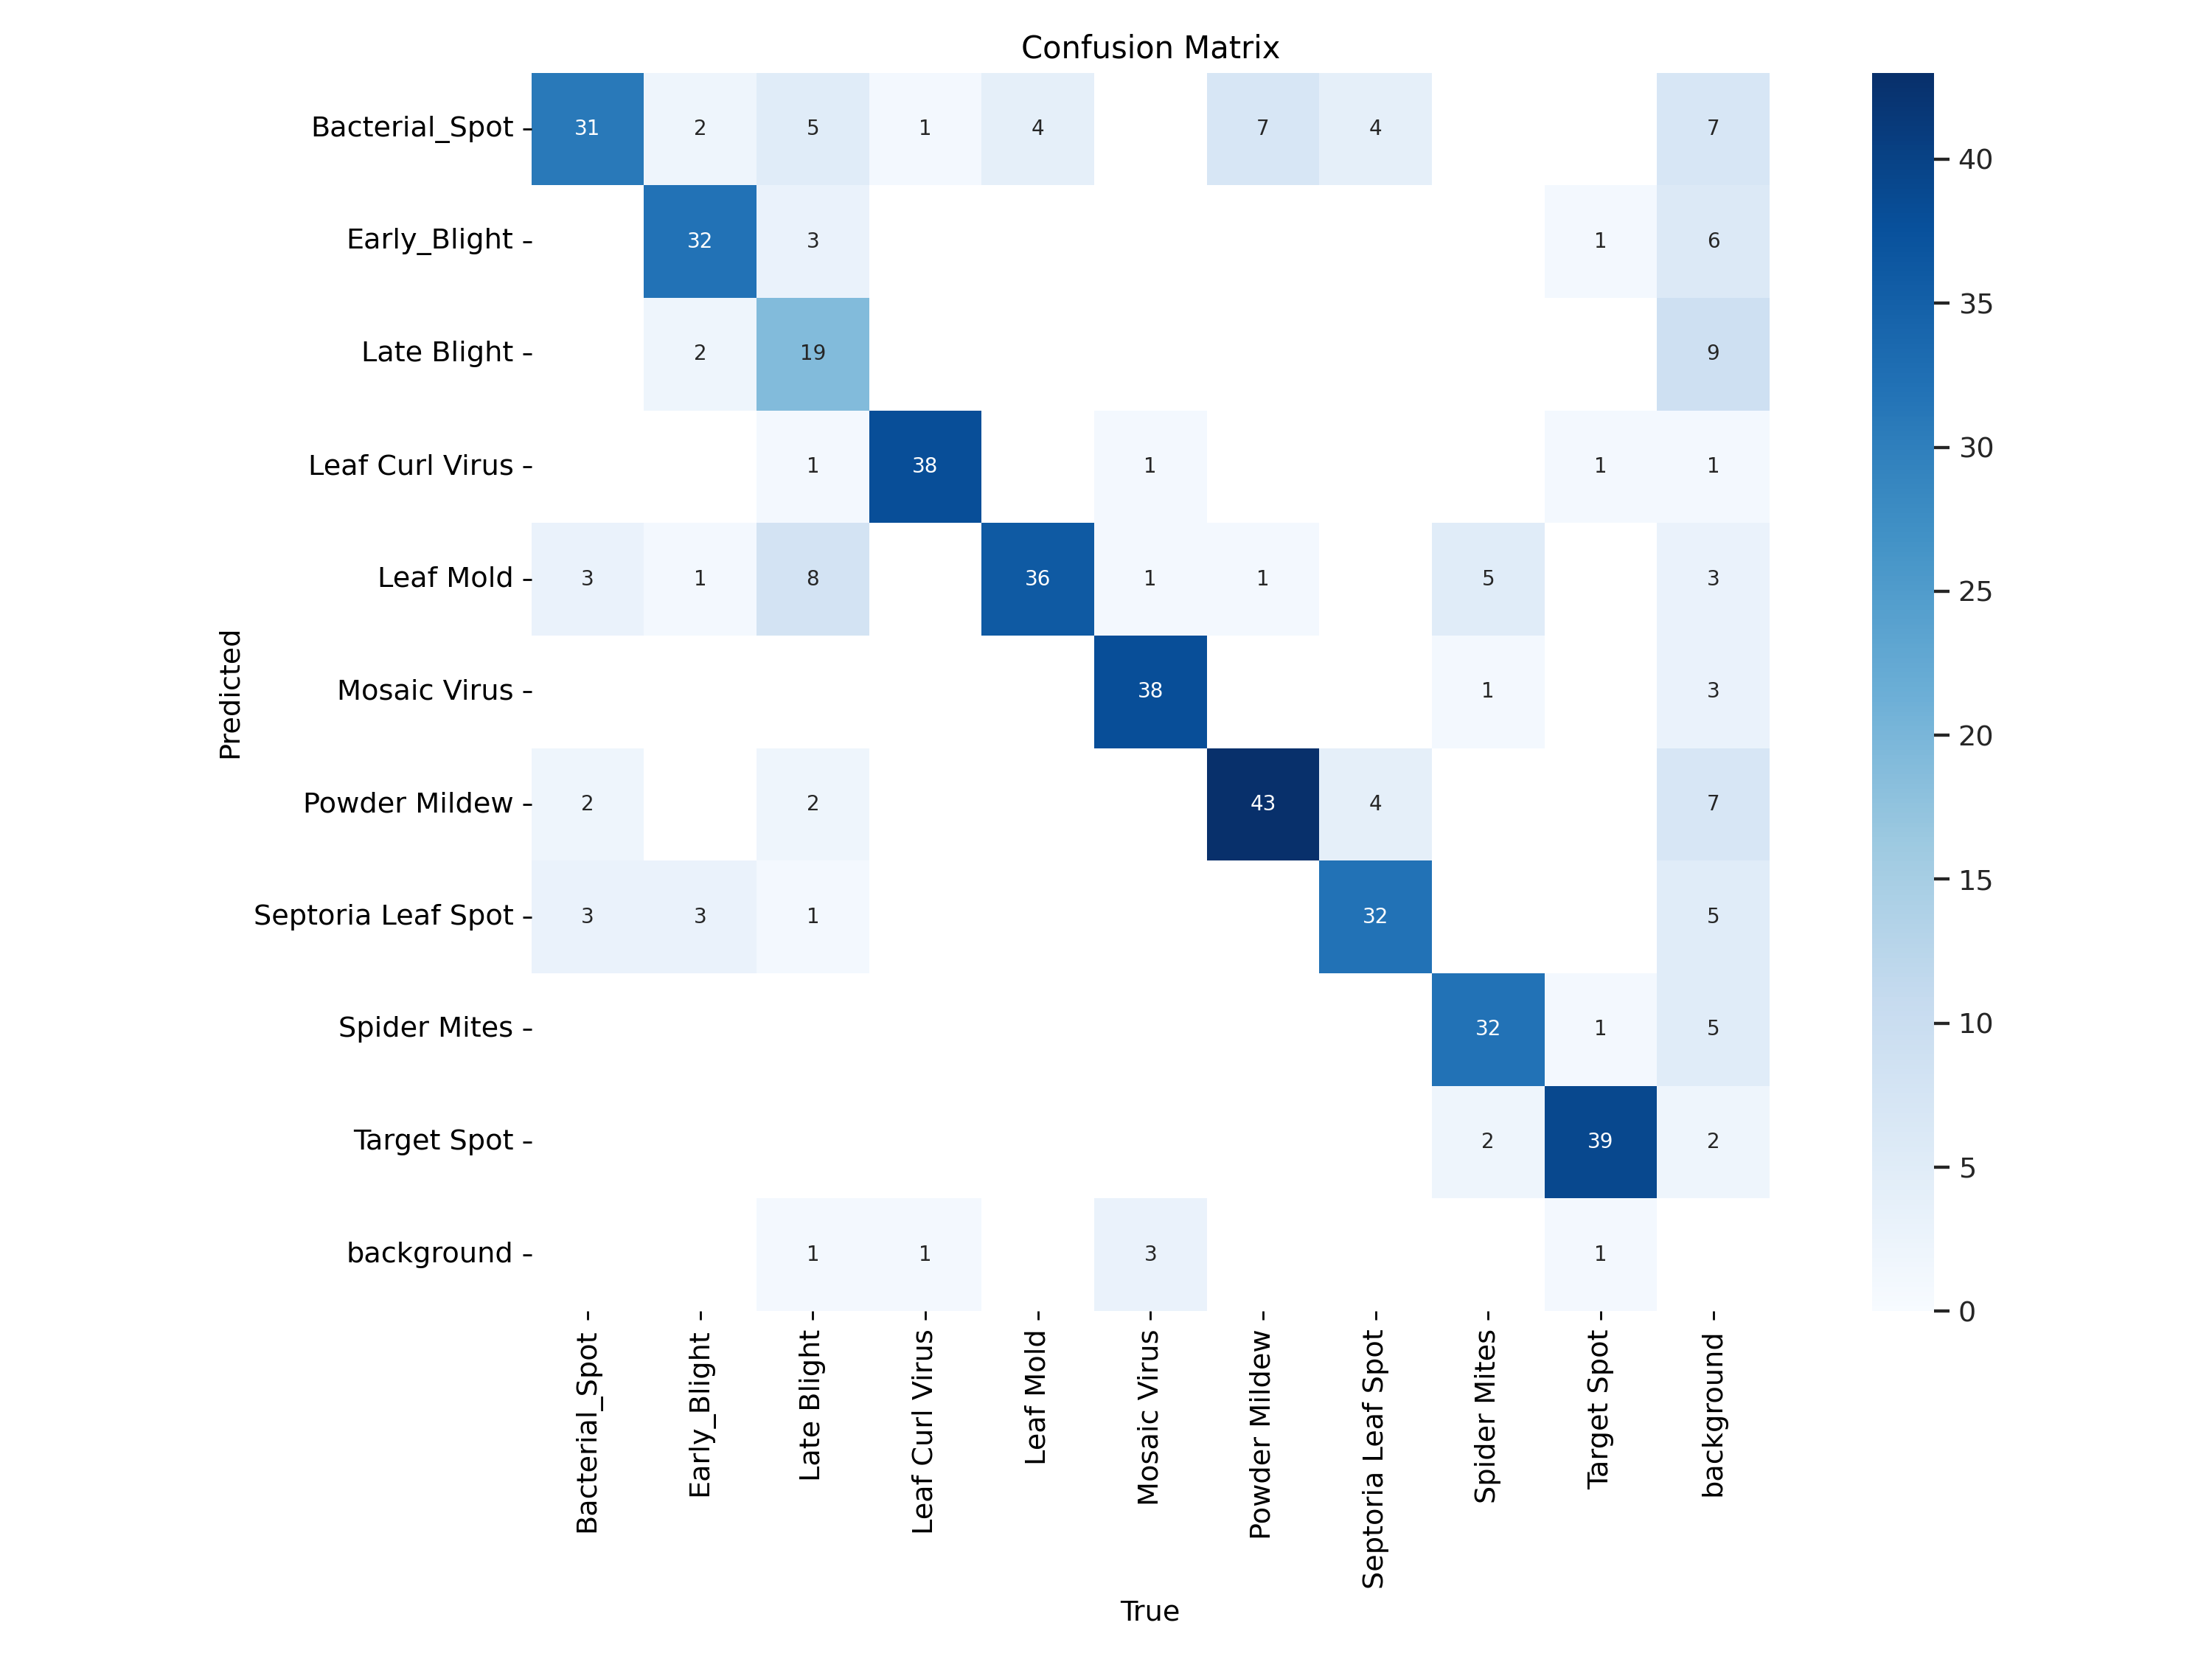 Confusion Matrix
Bacterial_Spot 31 2 5 1 4 7 4 7
Early_Blight 32 3 1 6
Late Blight 2 19 9
Leaf Curl Virus 1 38 1 1 1
Leaf Mold 3 1 8 36 1 1 5 3
Mosaic Virus 38 1 3
Powder Mildew 2 2 43 4 7
Septoria Leaf Spot 3 3 1 32 5
Spider Mites 32 1 5
Target Spot 2 39 2
background 1 1 3 1
Predicted
Bacterial_Spot
Early_Blight
Late Blight
Leaf Curl Virus
Leaf Mold
Mosaic Virus
Powder Mildew
Septoria Leaf Spot
Spider Mites
Target Spot
background
True
40
35
30
25
20
15
10
5
0